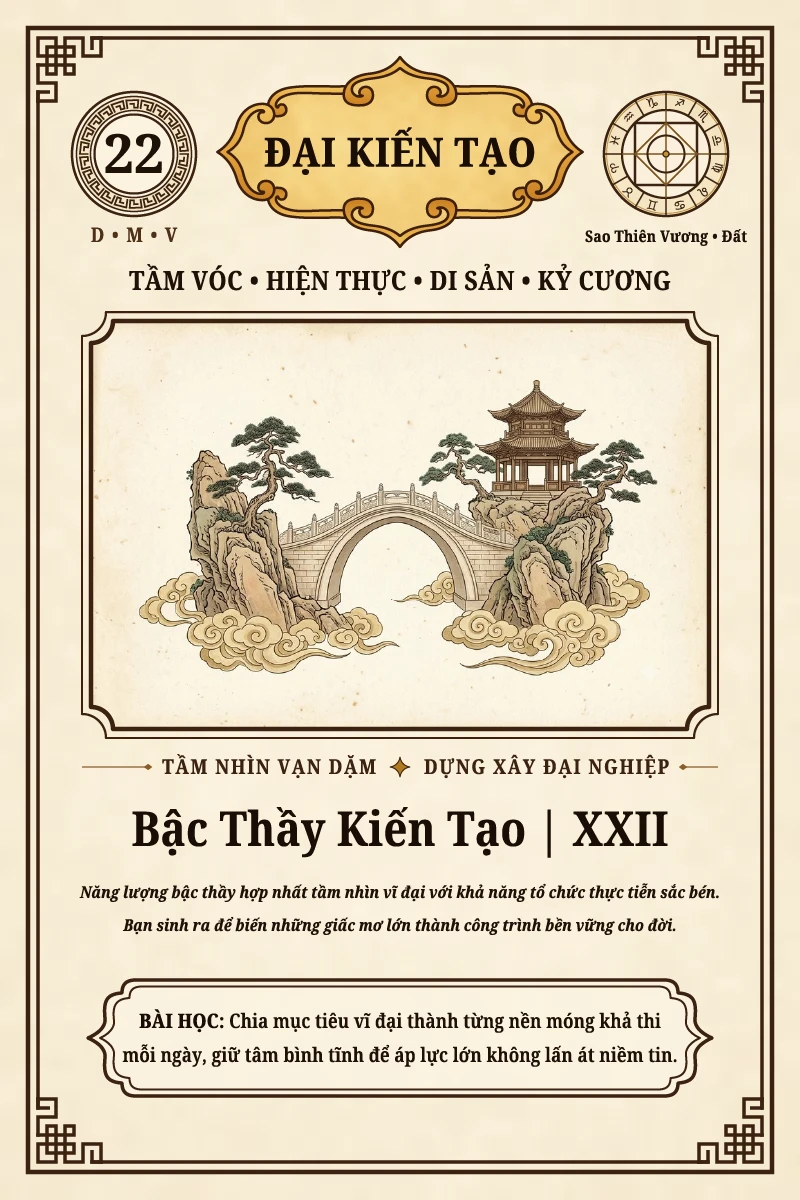 22
ĐẠI KIẾN TẠO
D • M • V
Sao Thiên Vương • Đất
TẦM VÓC • HIỆN THỰC • DI SẢN • KỶ CƯƠNG
TẦM NHÌN VẠN DẶM ✦ DỰNG XÂY ĐẠI NGHIỆP
Bậc Thầy Kiến Tạo | XXII
Năng lượng bậc thầy hợp nhất tầm nhìn vĩ đại với khả năng tổ chức thực tiễn sắc bén.
Bạn sinh ra để biến những giấc mơ lớn thành công trình bền vững cho đời.
BÀI HỌC: Chia mục tiêu vĩ đại thành từng nền móng khả thi
mỗi ngày, giữ tâm bình tĩnh để áp lực lớn không lấn át niềm tin.